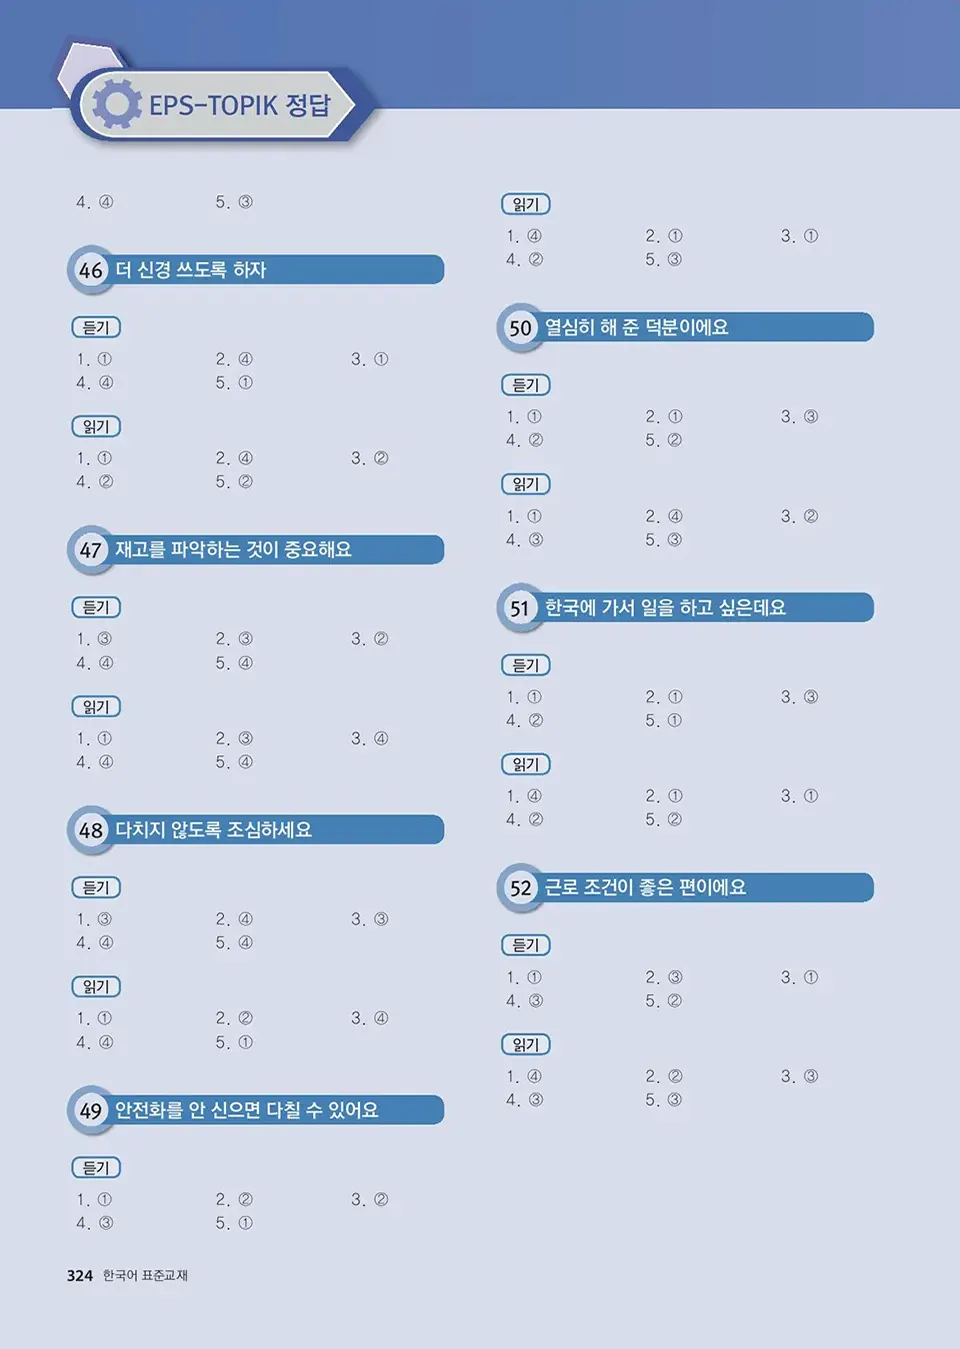 EPS-TOPIK 정답
4. ④ 5. ③
46 더 신경 쓰도록 하자
듣기
1. ① 2. ④ 3. ①
4. ④ 5. ①
읽기
1. ① 2. ④ 3. ②
4. ② 5. ②
47 재고를 파악하는 것이 중요해요
듣기
1. ③ 2. ③ 3. ②
4. ④ 5. ④
읽기
1. ① 2. ③ 3. ④
4. ④ 5. ④
48 다치지 않도록 조심하세요
듣기
1. ③ 2. ④ 3. ③
4. ④ 5. ④
읽기
1. ① 2. ② 3. ④
4. ④ 5. ①
49 안전화를 안 신으면 다칠 수 있어요
듣기
1. ① 2. ② 3. ②
4. ③ 5. ①
읽기
1. ④ 2. ① 3. ①
4. ② 5. ③
50 열심히 해 준 덕분이에요
듣기
1. ① 2. ① 3. ③
4. ② 5. ②
읽기
1. ① 2. ④ 3. ②
4. ③ 5. ③
51 한국에 가서 일을 하고 싶은데요
듣기
1. ① 2. ① 3. ③
4. ② 5. ①
읽기
1. ④ 2. ① 3. ①
4. ② 5. ②
52 근로 조건이 좋은 편이에요
듣기
1. ① 2. ③ 3. ①
4. ③ 5. ②
읽기
1. ④ 2. ② 3. ③
4. ③ 5. ③
324 한국어 표준교재